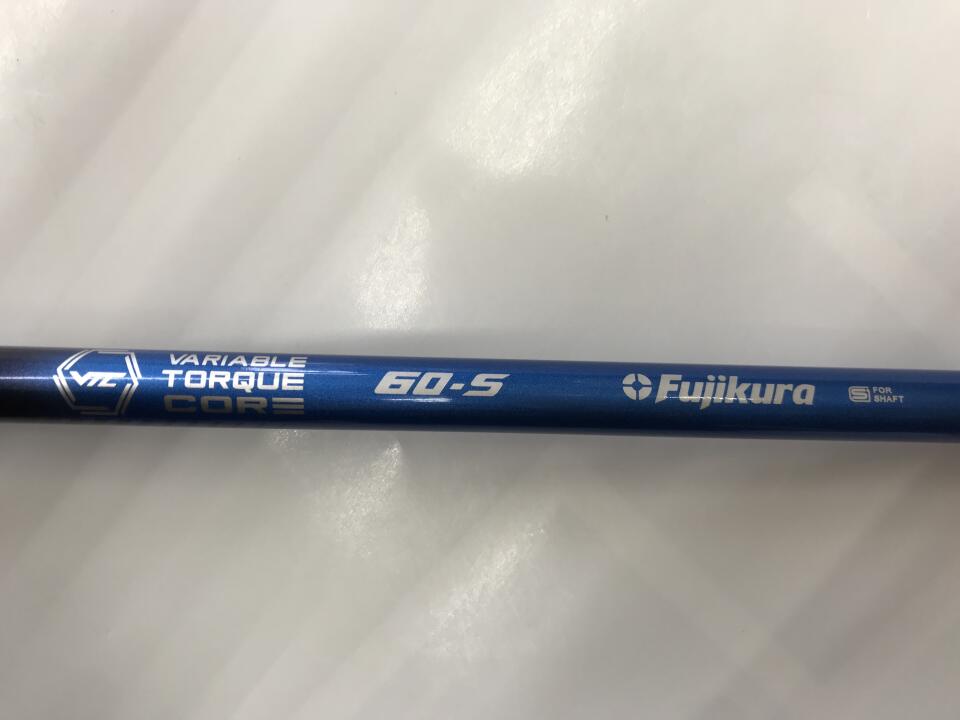 VTC
VARIABLE
TORQUE
CORE
60-S
Fujikura
S FOR
SHAFT